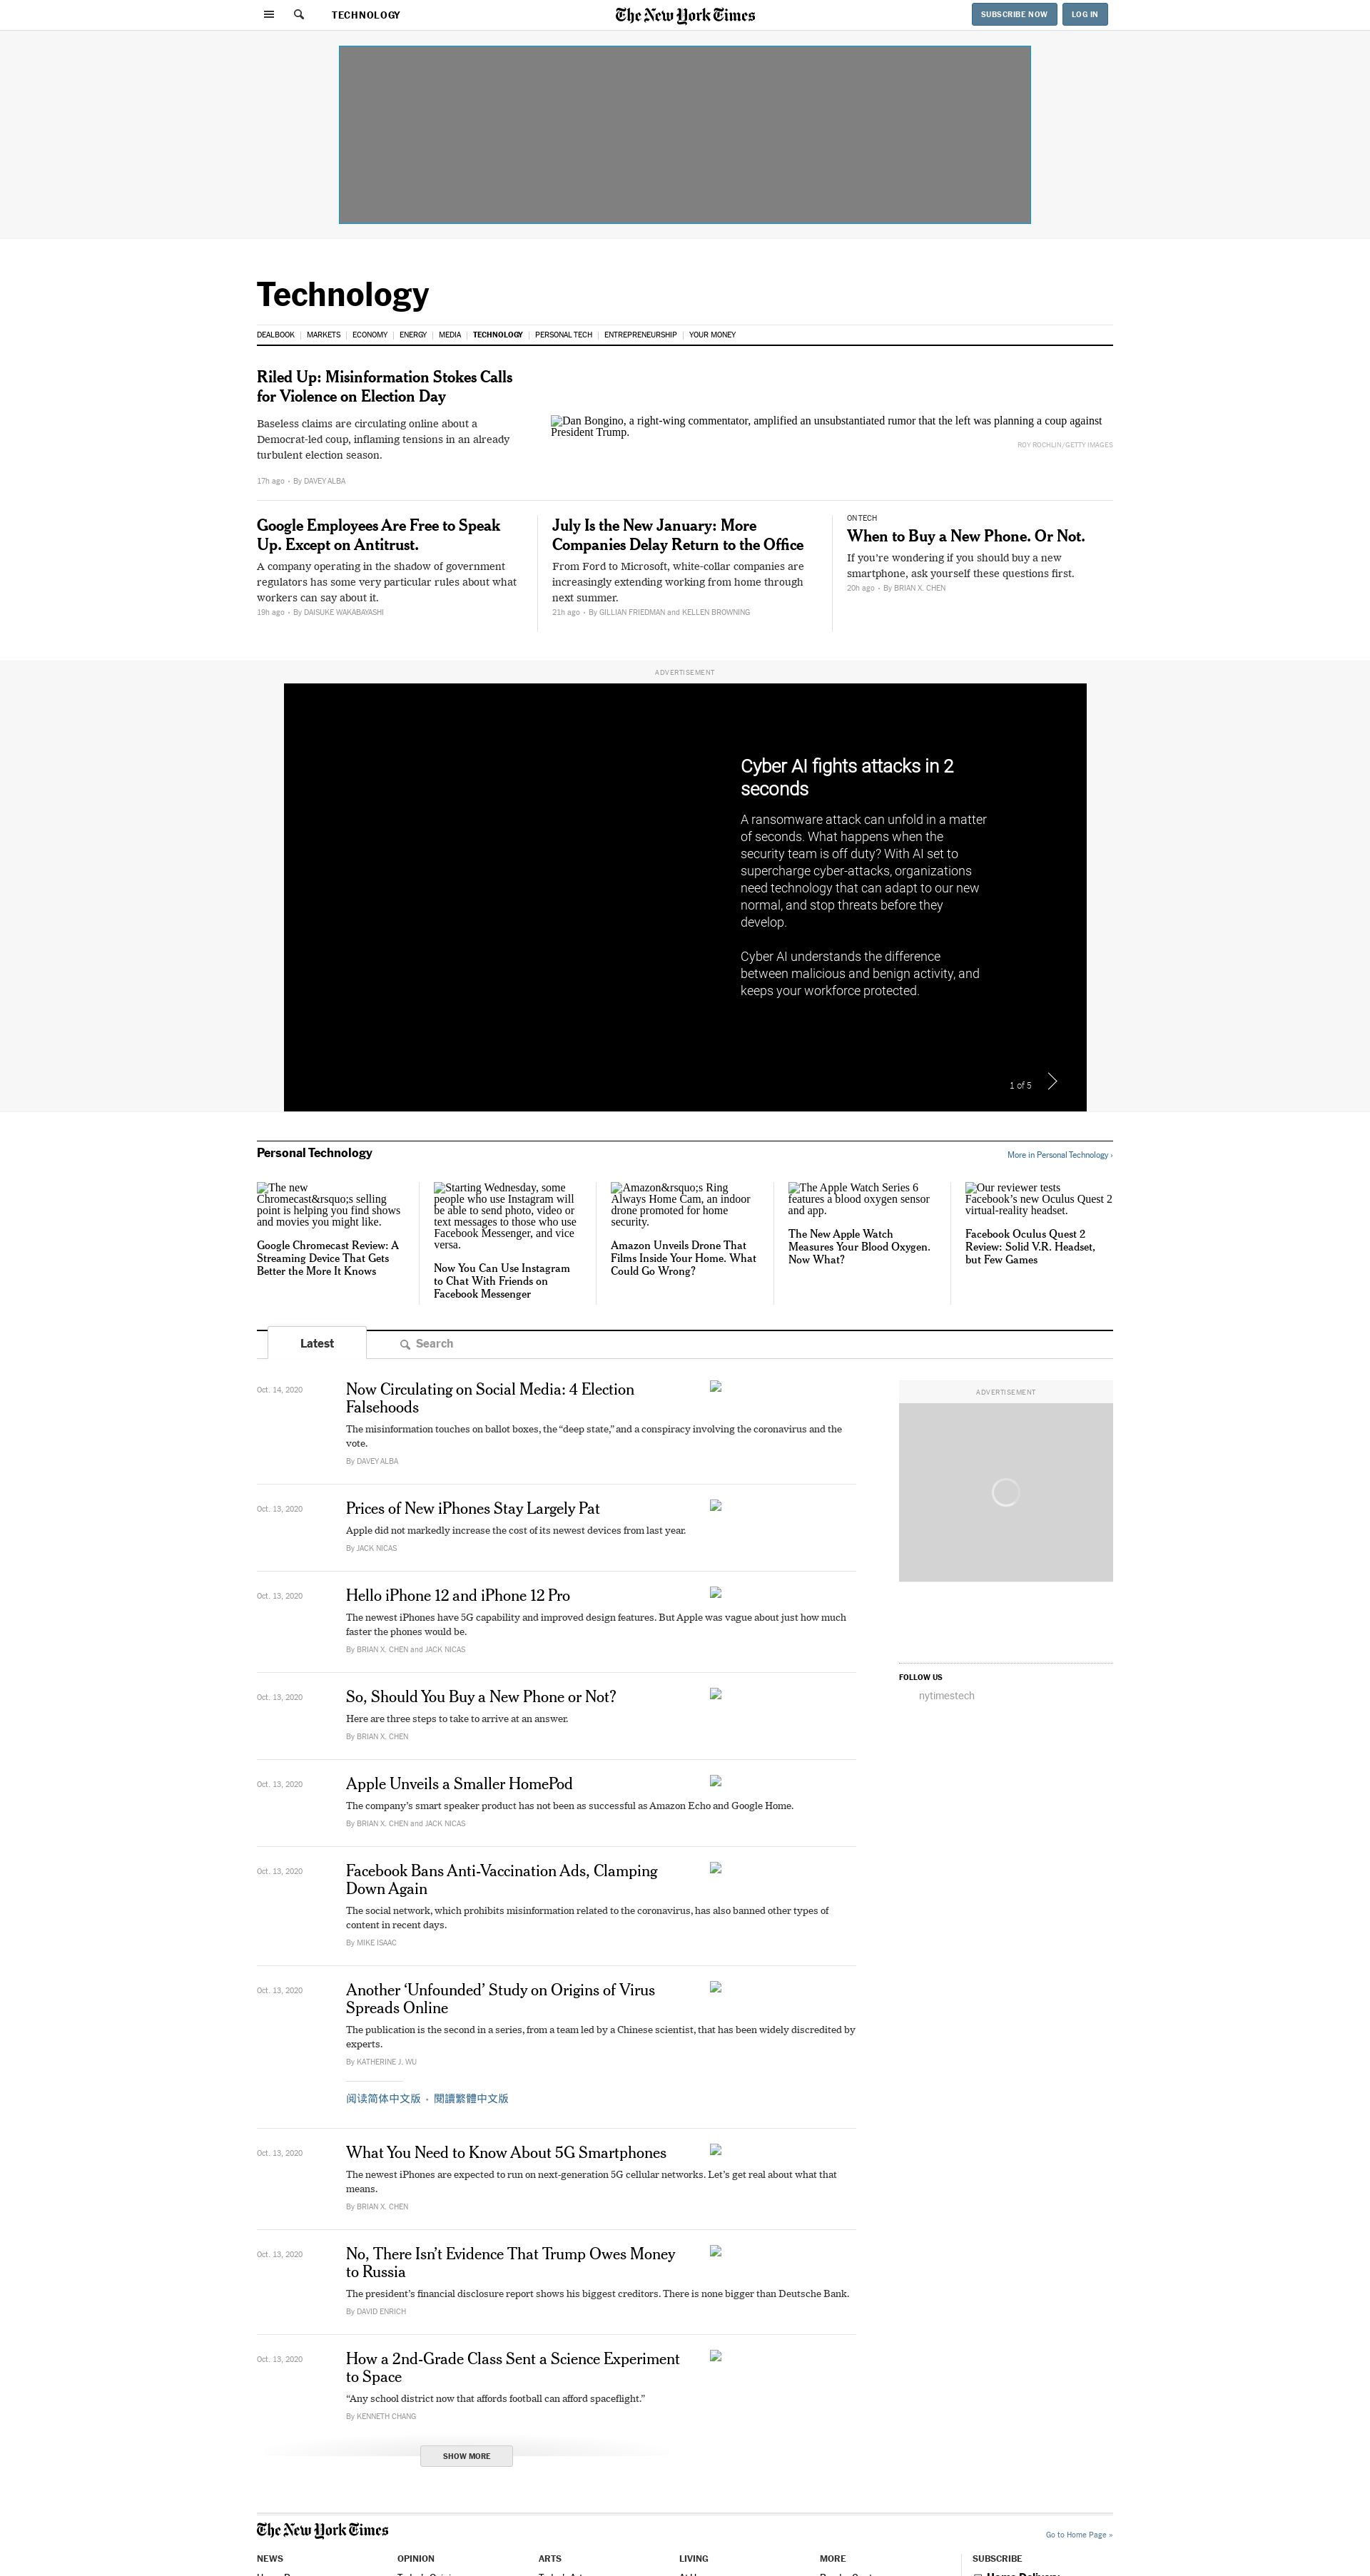 TECHNOLOGY
The New York Times
SUBSCRIBE NOW
LOG IN
Technology
DEALBOOK | MARKETS | ECONOMY | ENERGY | MEDIA | TECHNOLOGY | PERSONAL TECH | ENTREPRENEURSHIP | YOUR MONEY
Riled Up: Misinformation Stokes Calls
for Violence on Election Day
Baseless claims are circulating online about a
Democrat-led coup, inflaming tensions in an already
turbulent election season.
17h ago • By DAVEY ALBA
Dan Bongino, a right-wing commentator, amplified an unsubstantiated rumor that the left was planning a coup against
President Trump.
ROY ROCHLIN/GETTY IMAGES
Google Employees Are Free to Speak
Up. Except on Antitrust.
A company operating in the shadow of government
regulators has some very particular rules about what
workers can say about it.
19h ago • By DAISUKE WAKABAYASHI
July Is the New January: More
Companies Delay Return to the Office
From Ford to Microsoft, white-collar companies are
increasingly extending working from home through
next summer.
21h ago • By GILLIAN FRIEDMAN and KELLEN BROWNING
ON TECH
When to Buy a New Phone. Or Not.
If you’re wondering if you should buy a new
smartphone, ask yourself these questions first.
20h ago • By BRIAN X. CHEN
ADVERTISEMENT
Cyber AI fights attacks in 2
seconds
A ransomware attack can unfold in a matter
of seconds. What happens when the
security team is off duty? With AI set to
supercharge cyber-attacks, organizations
need technology that can adapt to our new
normal, and stop threats before they
develop.
Cyber AI understands the difference
between malicious and benign activity, and
keeps your workforce protected.
1 of 5
Personal Technology
More in Personal Technology ›
The new
Chromecast&rsquo;s selling
point is helping you find shows
and movies you might like.
Google Chromecast Review: A
Streaming Device That Gets
Better the More It Knows
Starting Wednesday, some
people who use Instagram will
be able to send photo, video or
text messages to those who use
Facebook Messenger, and vice
versa.
Now You Can Use Instagram
to Chat With Friends on
Facebook Messenger
Amazon&rsquo;s Ring
Always Home Cam, an indoor
drone promoted for home
security.
Amazon Unveils Drone That
Films Inside Your Home. What
Could Go Wrong?
The Apple Watch Series 6
features a blood oxygen sensor
and app.
The New Apple Watch
Measures Your Blood Oxygen.
Now What?
Our reviewer tests
Facebook’s new Oculus Quest 2
virtual-reality headset.
Facebook Oculus Quest 2
Review: Solid V.R. Headset,
but Few Games
Latest
Search
Oct. 14, 2020
Now Circulating on Social Media: 4 Election
Falsehoods
The misinformation touches on ballot boxes, the “deep state,” and a conspiracy involving the coronavirus and the
vote.
By DAVEY ALBA
ADVERTISEMENT
Oct. 13, 2020
Prices of New iPhones Stay Largely Pat
Apple did not markedly increase the cost of its newest devices from last year.
By JACK NICAS
Oct. 13, 2020
Hello iPhone 12 and iPhone 12 Pro
The newest iPhones have 5G capability and improved design features. But Apple was vague about just how much
faster the phones would be.
By BRIAN X. CHEN and JACK NICAS
FOLLOW US
nytimestech
Oct. 13, 2020
So, Should You Buy a New Phone or Not?
Here are three steps to take to arrive at an answer.
By BRIAN X. CHEN
Oct. 13, 2020
Apple Unveils a Smaller HomePod
The company’s smart speaker product has not been as successful as Amazon Echo and Google Home.
By BRIAN X. CHEN and JACK NICAS
Oct. 13, 2020
Facebook Bans Anti-Vaccination Ads, Clamping
Down Again
The social network, which prohibits misinformation related to the coronavirus, has also banned other types of
content in recent days.
By MIKE ISAAC
Oct. 13, 2020
Another ‘Unfounded’ Study on Origins of Virus
Spreads Online
The publication is the second in a series, from a team led by a Chinese scientist, that has been widely discredited by
experts.
By KATHERINE J. WU
阅读简体中文版 • 閱讀繁體中文版
Oct. 13, 2020
What You Need to Know About 5G Smartphones
The newest iPhones are expected to run on next-generation 5G cellular networks. Let’s get real about what that
means.
By BRIAN X. CHEN
Oct. 13, 2020
No, There Isn’t Evidence That Trump Owes Money
to Russia
The president’s financial disclosure report shows his biggest creditors. There is none bigger than Deutsche Bank.
By DAVID ENRICH
Oct. 13, 2020
How a 2nd-Grade Class Sent a Science Experiment
to Space
“Any school district now that affords football can afford spaceflight.”
By KENNETH CHANG
SHOW MORE
The New York Times
Go to Home Page »
NEWS
OPINION
ARTS
LIVING
MORE
SUBSCRIBE